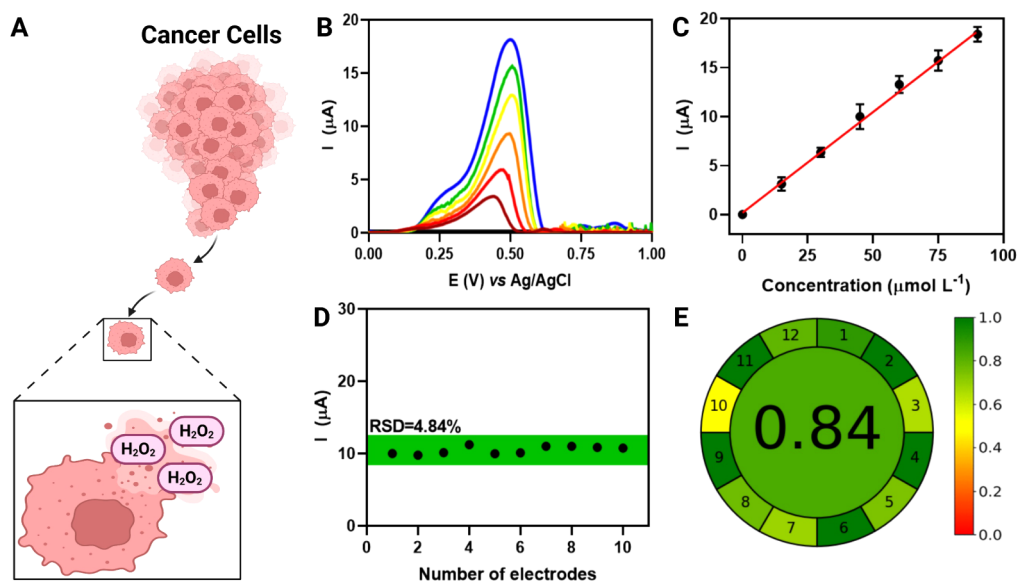 A
Cancer Cells
H₂O₂
H₂O₂
H₂O₂
B
I (μA)
20
15
10
5
0
0.00 0.25 0.50 0.75 1.00
E (V) vs Ag/AgCl
C
I (μA)
20
15
10
5
0
0 25 50 75 100
Concentration (μmol L⁻¹)
D
I (μA)
30
20
10
0
RSD=4.84%
0 2 4 6 8 10
Number of electrodes
E
12 1
11 2
10 3
0.84
9 4
8 5
7 6
1.0
0.8
0.6
0.4
0.2
0.0